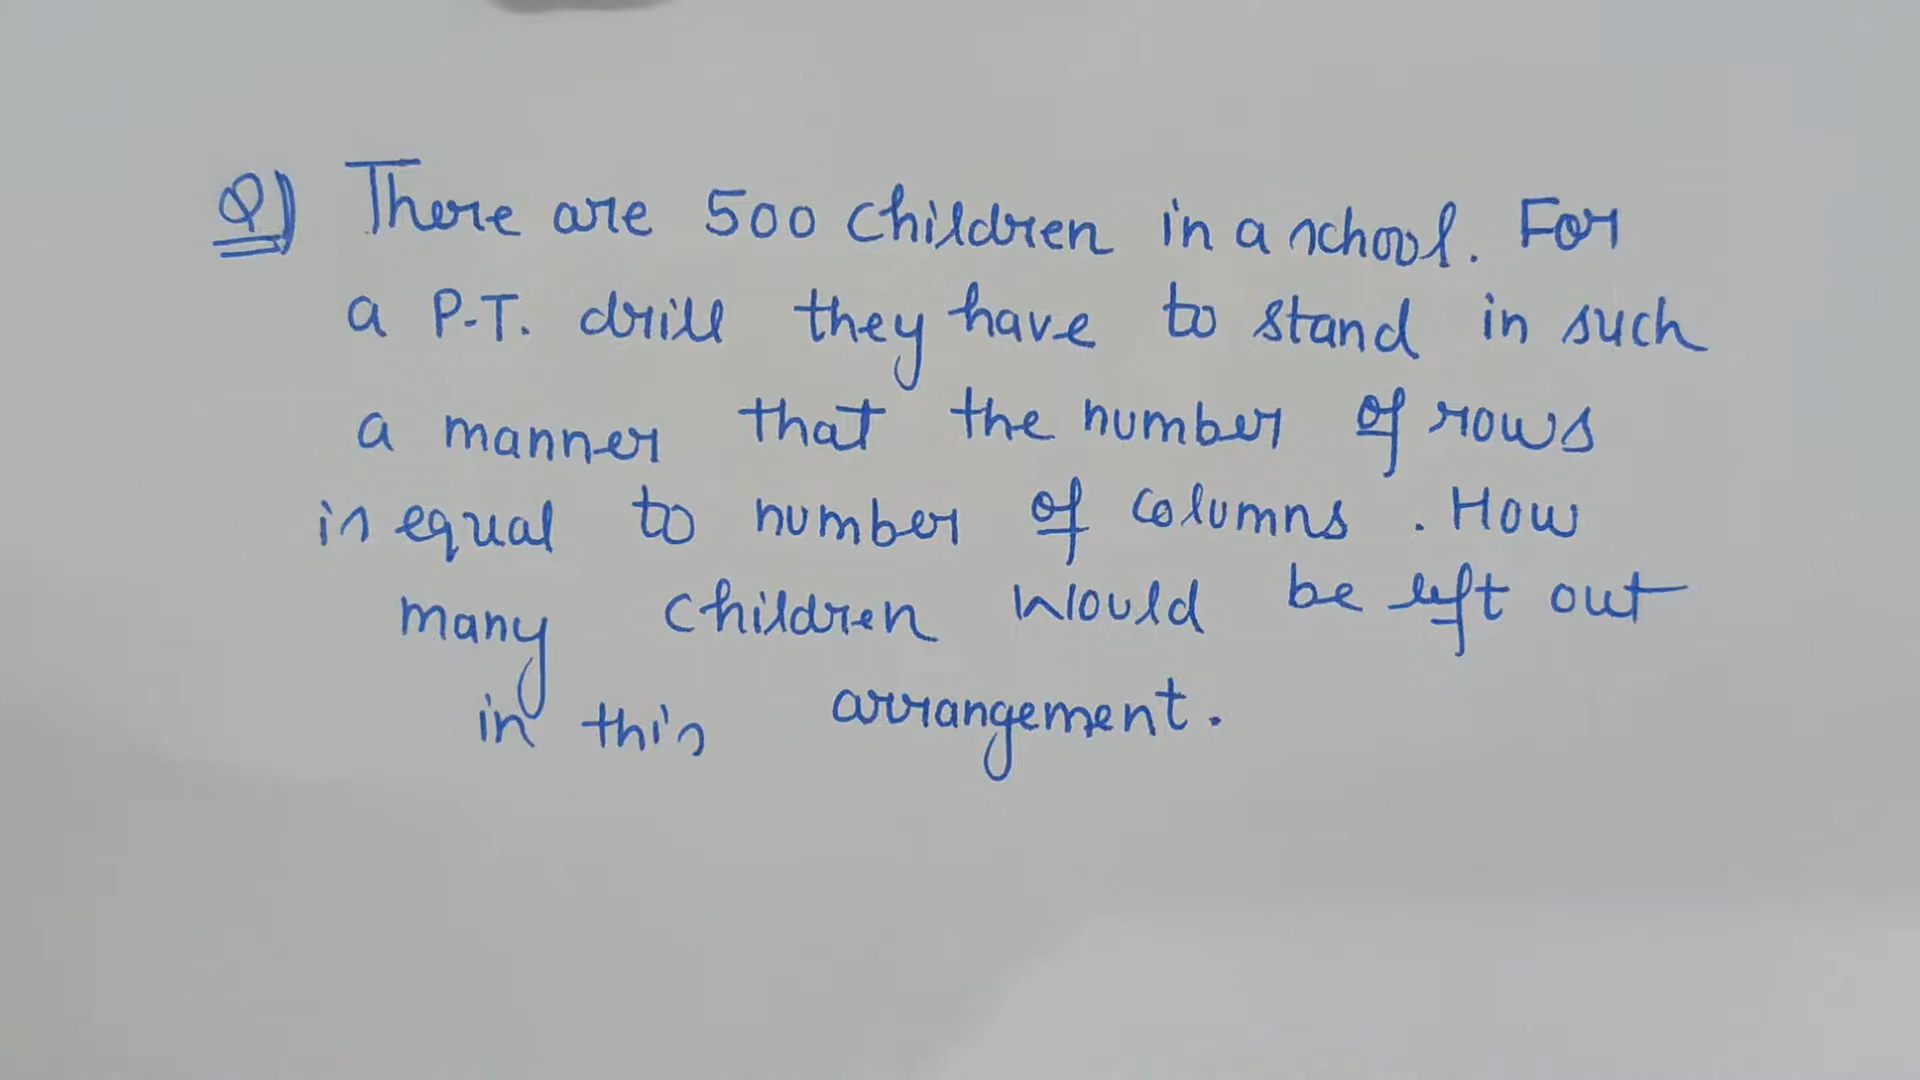 Q) There are 500 children in a school. For
a P.T. drill they have to stand in such
a manner that the number of rows
is equal to number of columns. How
many children would be left out
in this arrangement.